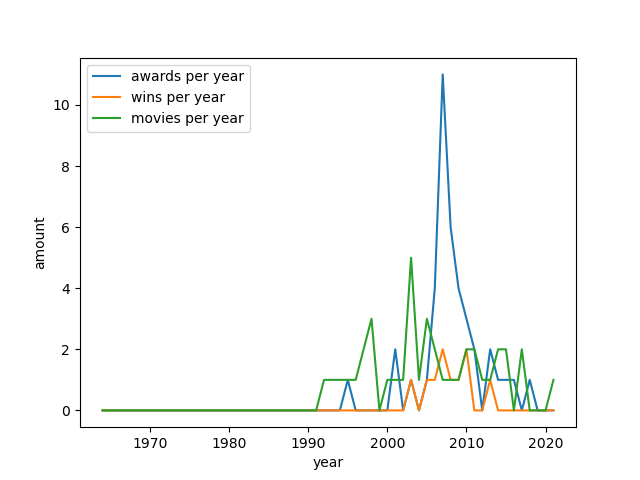 awards per year
wins per year
movies per year
10
8
6
4
2
0
amount
1970 1980 1990 2000 2010 2020
year